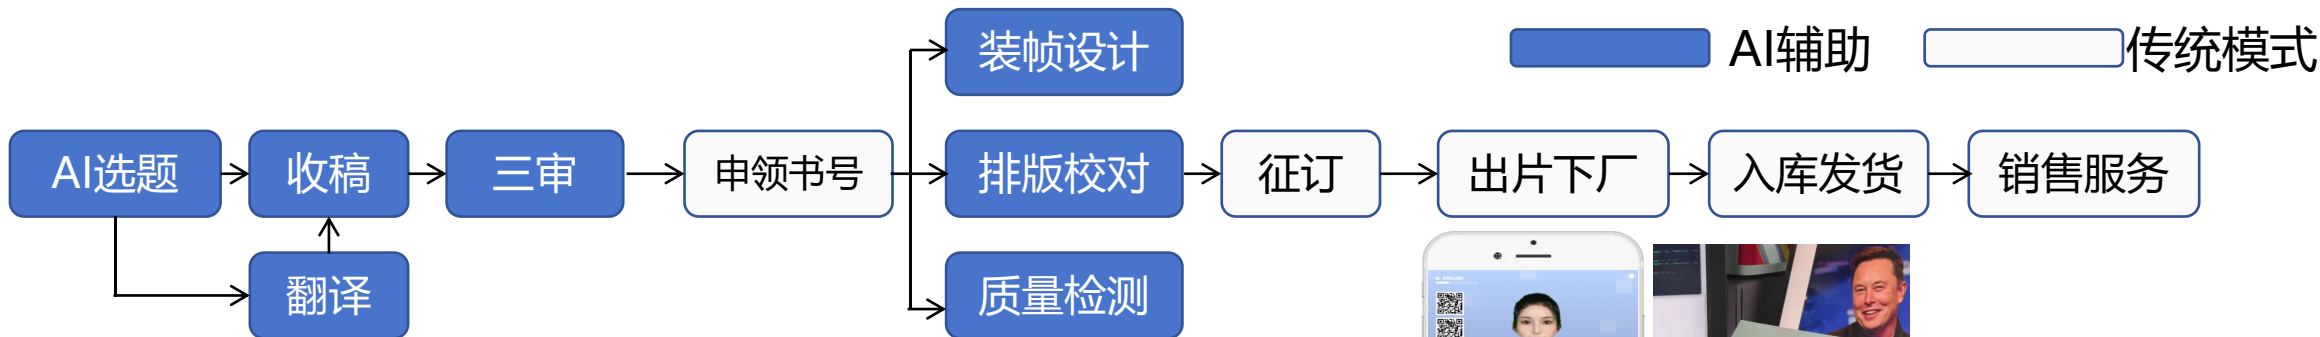 装帧设计
AI辅助
传统模式
AI选题
收稿
三审
申领书号
排版校对
征订
出片下厂
入库发货
销售服务
翻译
质量检测